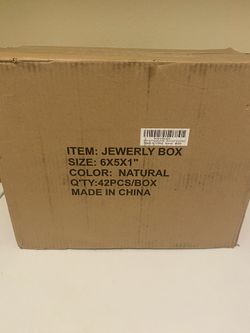 ITEM: JEWERLY BOX
SIZE: 6X5X1"
COLOR: NATURAL
Q'TY:42PCS/BOX
MADE IN CHINA